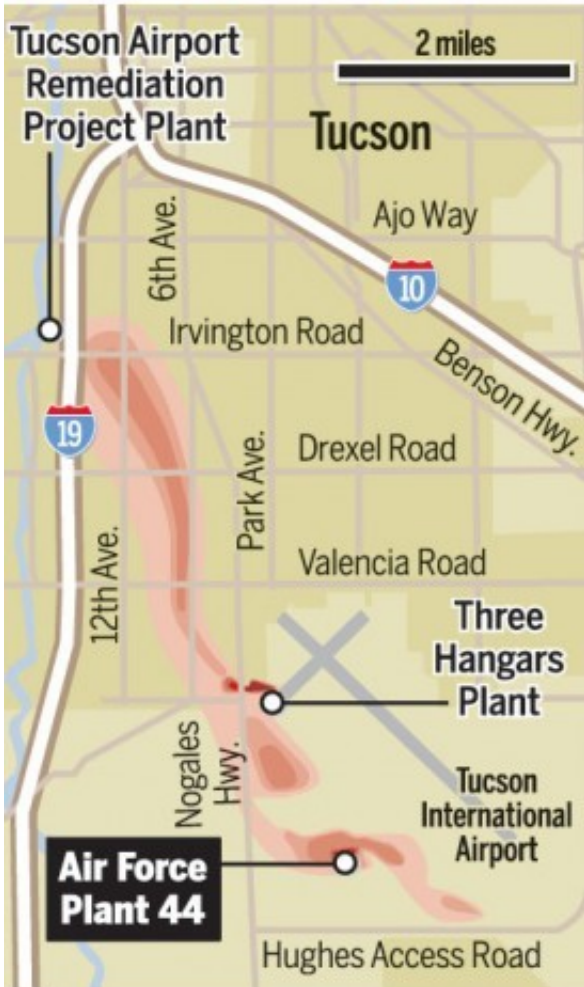 Tucson Airport
Remediation
Project Plant
2 miles
Tucson
6th Ave.
Ajo Way
10
Irvington Road
Benson Hwy.
19
Park Ave.
Drexel Road
12th Ave.
Valencia Road
Three
Hangars
Plant
Nogales
Hwy.
Tucson
International
Airport
Air Force
Plant 44
Hughes Access Road